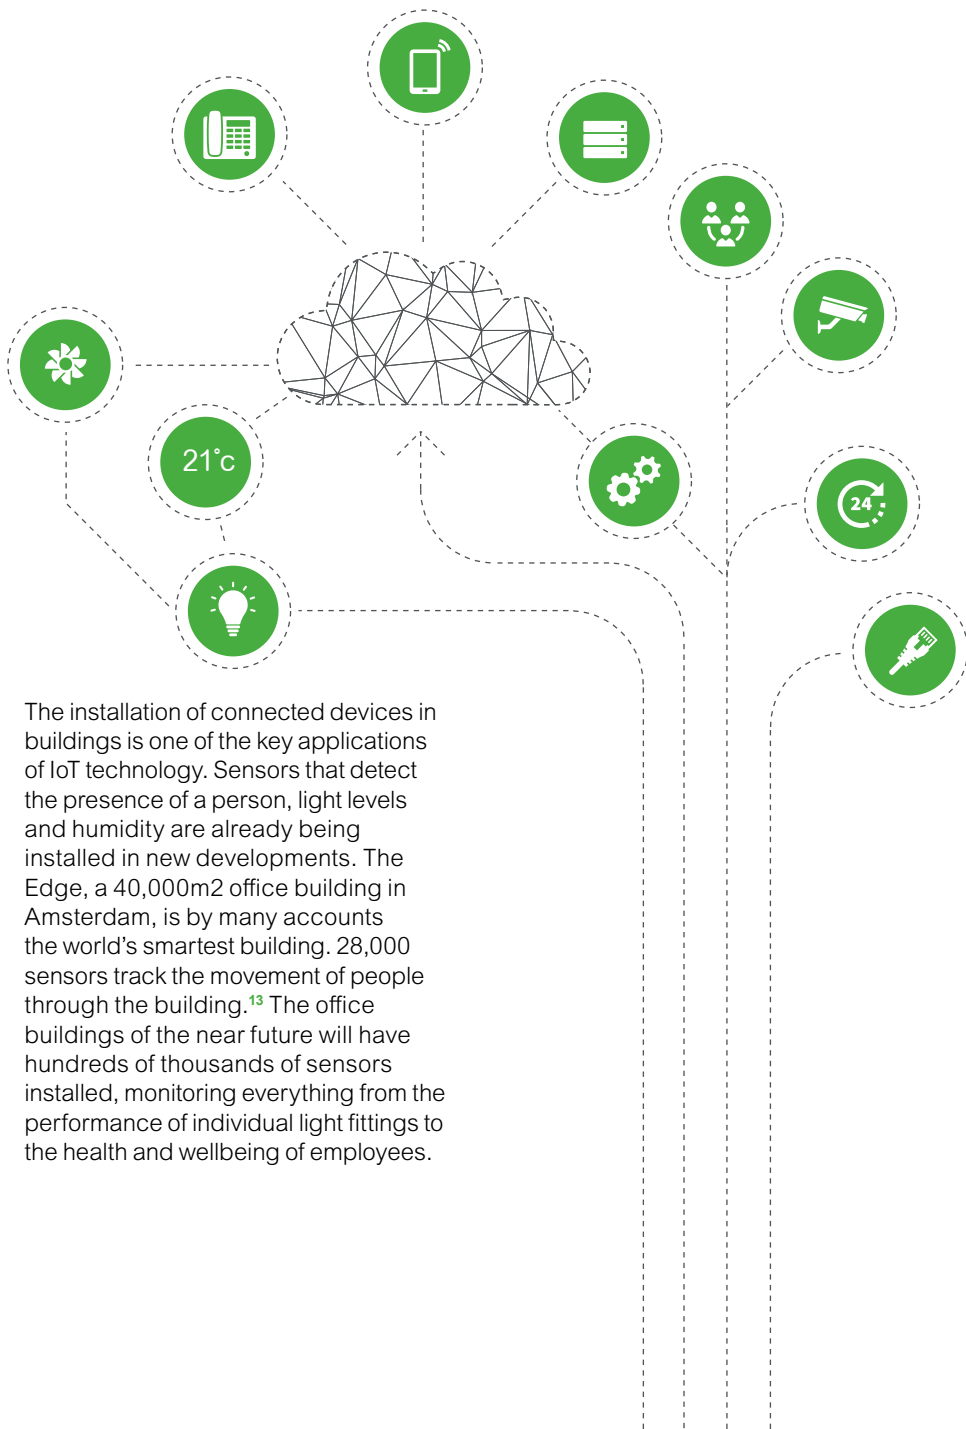 21°c
24
The installation of connected devices in
buildings is one of the key applications
of IoT technology. Sensors that detect
the presence of a person, light levels
and humidity are already being
installed in new developments. The
Edge, a 40,000m2 office building in
Amsterdam, is by many accounts
the world's smartest building. 28,000
sensors track the movement of people
through the building.13 The office
buildings of the near future will have
hundreds of thousands of sensors
installed, monitoring everything from the
performance of individual light fittings to
the health and wellbeing of employees.